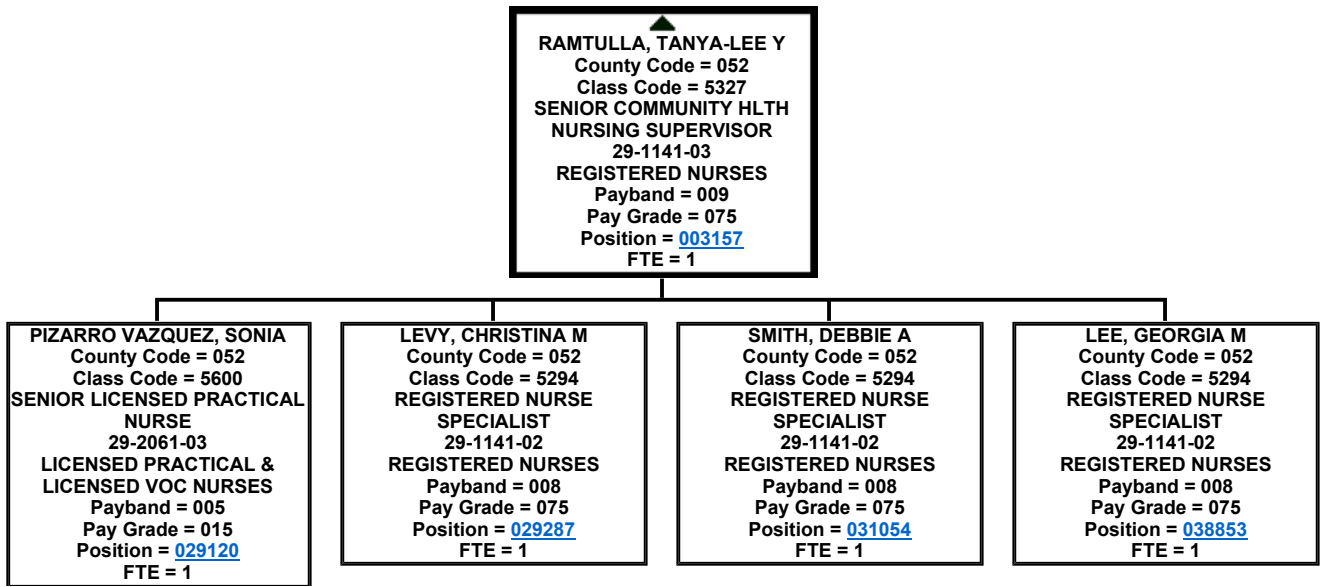 RAMTULLA, TANYA-LEE Y
County Code = 052
Class Code = 5327
SENIOR COMMUNITY HLTH
NURSING SUPERVISOR
29-1141-03
REGISTERED NURSES
Payband = 009
Pay Grade = 075
Position = 003157
FTE = 1
PIZARRO VAZQUEZ, SONIA
County Code = 052
Class Code = 5600
SENIOR LICENSED PRACTICAL
NURSE
29-2061-03
LICENSED PRACTICAL &
LICENSED VOC NURSES
Payband = 005
Pay Grade = 015
Position = 029120
FTE = 1
LEVY, CHRISTINA M
County Code = 052
Class Code = 5294
REGISTERED NURSE
SPECIALIST
29-1141-02
REGISTERED NURSES
Payband = 008
Pay Grade = 075
Position = 029287
FTE = 1
SMITH, DEBBIE A
County Code = 052
Class Code = 5294
REGISTERED NURSE
SPECIALIST
29-1141-02
REGISTERED NURSES
Payband = 008
Pay Grade = 075
Position = 031054
FTE = 1
LEE, GEORGIA M
County Code = 052
Class Code = 5294
REGISTERED NURSE
SPECIALIST
29-1141-02
REGISTERED NURSES
Payband = 008
Pay Grade = 075
Position = 038853
FTE = 1